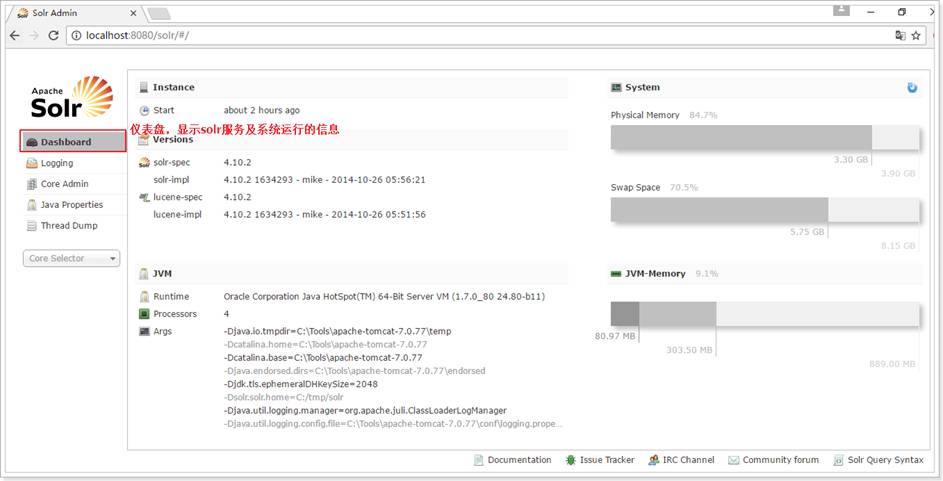 Solr Admin
localhost:8080/solr/#/
Apache
Solr
Dashboard
Logging
Core Admin
Java Properties
Thread Dump
Core Selector
仪表盘，显示solr服务及系统运行的信息
Instance
Start about 2 hours ago
Versions
solr-spec 4.10.2
solr-impl 4.10.2 1634293 - mike - 2014-10-26 05:56:21
lucene-spec 4.10.2
lucene-impl 4.10.2 1634293 - mike - 2014-10-26 05:51:56
JVM
Runtime Oracle Corporation Java HotSpot(TM) 64-Bit Server VM (1.7.0_80 24.80-b11)
Processors 4
Args -Djava.io.tmpdir=C:\Tools\apache-tomcat-7.0.77\temp
-Dcatalina.home=C:\Tools\apache-tomcat-7.0.77
-Dcatalina.base=C:\Tools\apache-tomcat-7.0.77
-Djava.endorsed.dirs=C:\Tools\apache-tomcat-7.0.77\endorsed
-Djdk.tls.ephemeralDHKeySize=2048
-Dsolr.solr.home=C:/tmp/solr
-Djava.util.logging.manager=org.apache.juli.ClassLoaderLogManager
-Djava.util.logging.config.file=C:\Tools\apache-tomcat-7.0.77\conf\logging.prope...
System
Physical Memory 84.7%
3.30 GB
3.90 GB
Swap Space 70.5%
5.75 GB
8.15 GB
JVM-Memory 9.1%
80.97 MB
303.50 MB
889.00 MB
Documentation Issue Tracker IRC Channel Community forum Solr Query Syntax